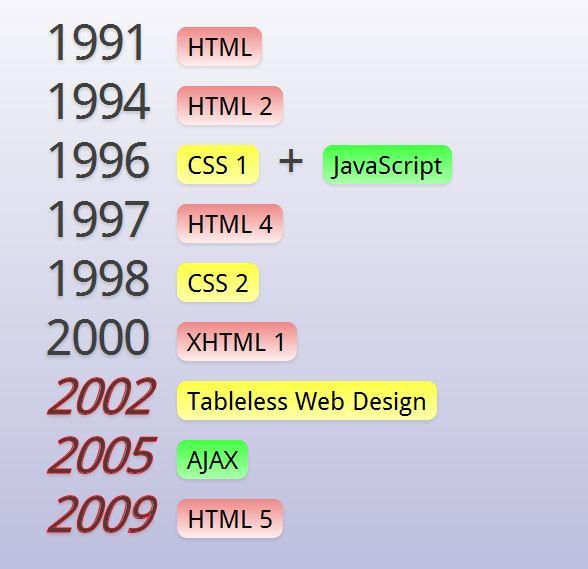 1991 HTML
1994 HTML 2
1996 CSS 1 + JavaScript
1997 HTML 4
1998 CSS 2
2000 XHTML 1
2002 Tableless Web Design
2005 AJAX
2009 HTML 5